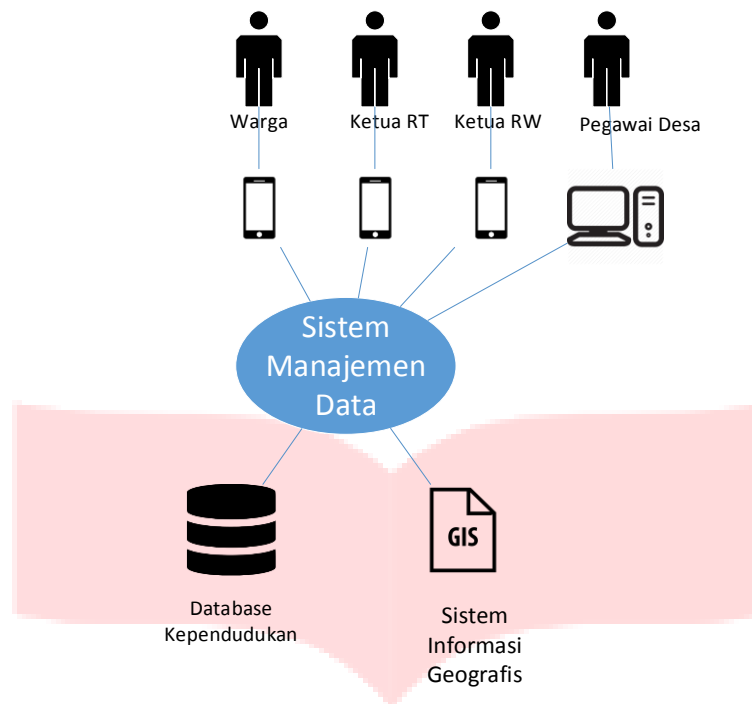 Warga
Ketua RT
Ketua RW
Pegawai Desa
Sistem
Manajemen
Data
GIS
Database
Kependudukan
Sistem
Informasi
Geografis